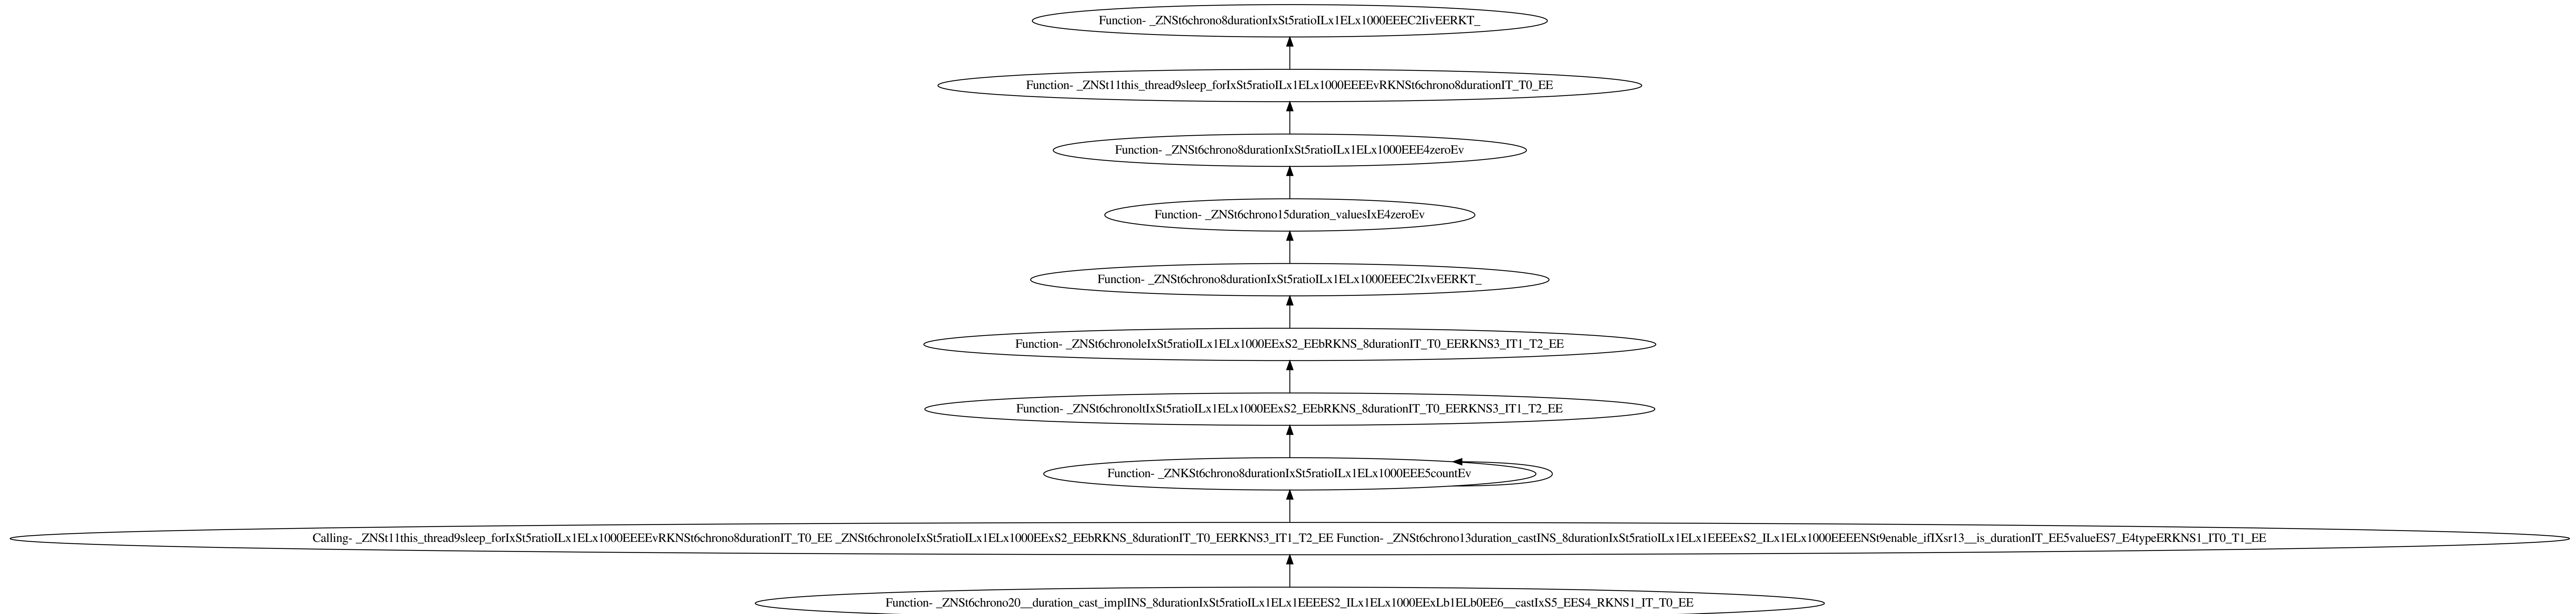 Function- _ZNSt6chrono8durationIxSt5ratioILx1ELx1000EEEC2IivEERKT_
Function- _ZNSt11this_thread9sleep_forIxSt5ratioILx1ELx1000EEEEvRKNSt6chrono8durationIT_T0_EE
Function- _ZNSt6chrono8durationIxSt5ratioILx1ELx1000EEE4zeroEv
Function- _ZNSt6chrono15duration_valuesIxE4zeroEv
Function- _ZNSt6chrono8durationIxSt5ratioILx1ELx1000EEEC2IxvEERKT_
Function- _ZNSt6chronoleIxSt5ratioILx1ELx1000EExS2_EEbRKNS_8durationIT_T0_EERKNS3_IT1_T2_EE
Function- _ZNSt6chronoltIxSt5ratioILx1ELx1000EExS2_EEbRKNS_8durationIT_T0_EERKNS3_IT1_T2_EE
Function- _ZNKSt6chrono8durationIxSt5ratioILx1ELx1000EEE5countEv
Calling- _ZNSt11this_thread9sleep_forIxSt5ratioILx1ELx1000EEEEvRKNSt6chrono8durationIT_T0_EE _ZNSt6chronoleIxSt5ratioILx1ELx1000EExS2_EEbRKNS_8durationIT_T0_EERKNS3_IT1_T2_EE Function- _ZNSt6chrono13duration_castINS_8durationIxSt5ratioILx1ELx1EEEExS2_ILx1ELx1000EEEENSt9enable_ifIXsr13__is_durationIT_EE5valueES7_E4typeERKNS1_IT0_T1_EE
Function- _ZNSt6chrono20__duration_cast_implINS_8durationIxSt5ratioILx1ELx1EEEES2_ILx1ELx1000EExLb1ELb0EE6__castIxS5_EES4_RKNS1_IT_T0_EE